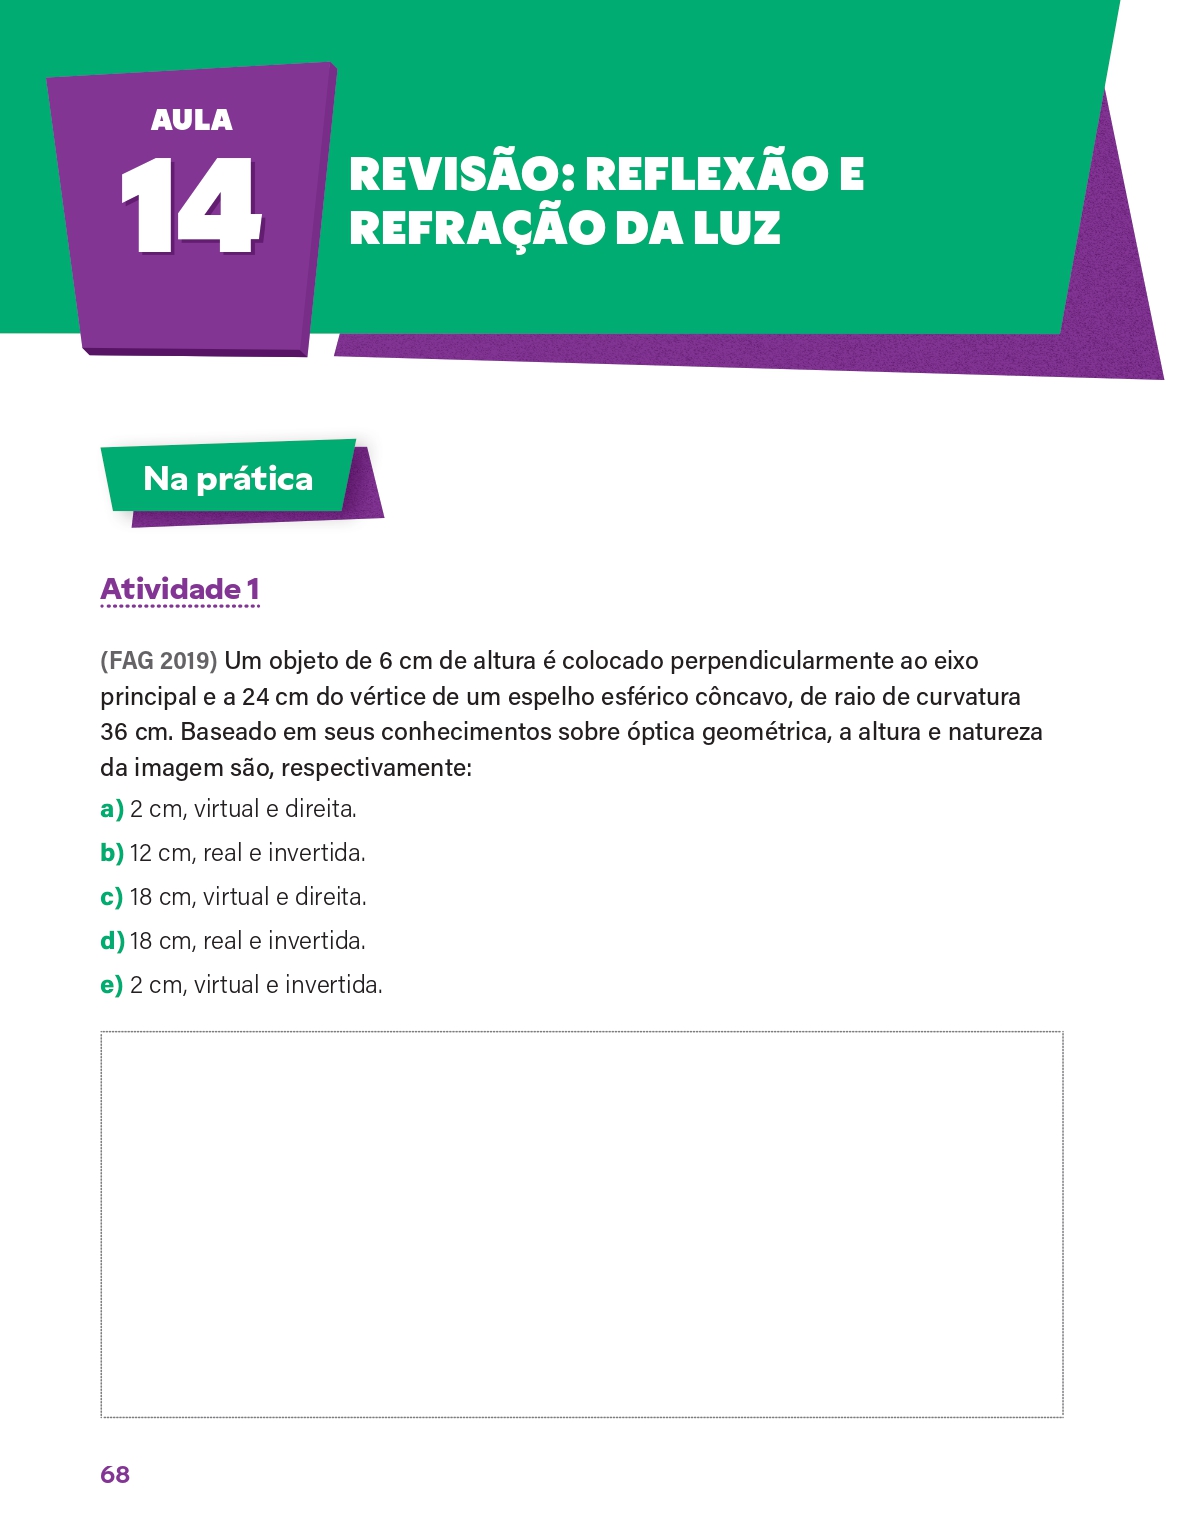 AULA
14
REVISÃO: REFLEXÃO E
REFRAÇÃO DA LUZ
Na prática
Atividade 1
(FAG 2019) Um objeto de 6 cm de altura é colocado perpendicularmente ao eixo
principal e a 24 cm do vértice de um espelho esférico côncavo, de raio de curvatura
36 cm. Baseado em seus conhecimentos sobre óptica geométrica, a altura e natureza
da imagem são, respectivamente:
a) 2 cm, virtual e direita.
b) 12 cm, real e invertida.
c) 18 cm, virtual e direita.
d) 18 cm, real e invertida.
e) 2 cm, virtual e invertida.
68